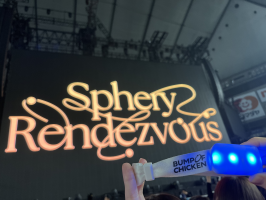 Sphery
Rendezvous
BUMP OF
CHICKEN